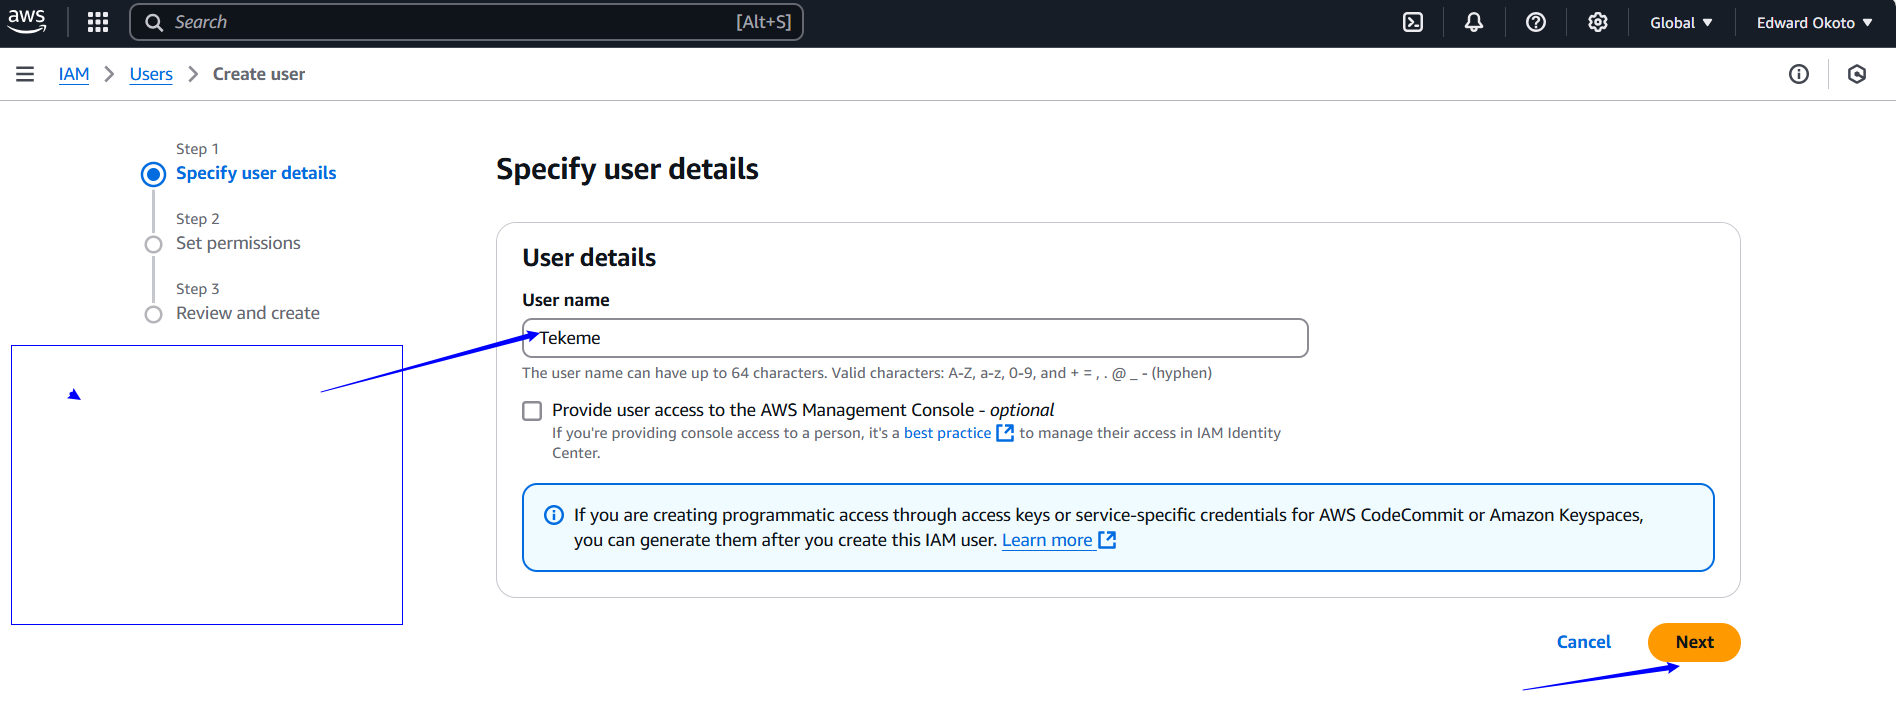 aws
Search
[Alt+S]
Global
Edward Okoto
IAM
Users
Create user
Step 1
Specify user details
Step 2
Set permissions
Step 3
Review and create
Specify user details
User details
User name
Tekeme
The user name can have up to 64 characters. Valid characters: A-Z, a-z, 0-9, and + = , . @ _ - (hyphen)
Provide user access to the AWS Management Console - optional
If you're providing console access to a person, it's a best practice to manage their access in IAM Identity
Center.
If you are creating programmatic access through access keys or service-specific credentials for AWS CodeCommit or Amazon Keyspaces,
you can generate them after you create this IAM user. Learn more
Cancel
Next